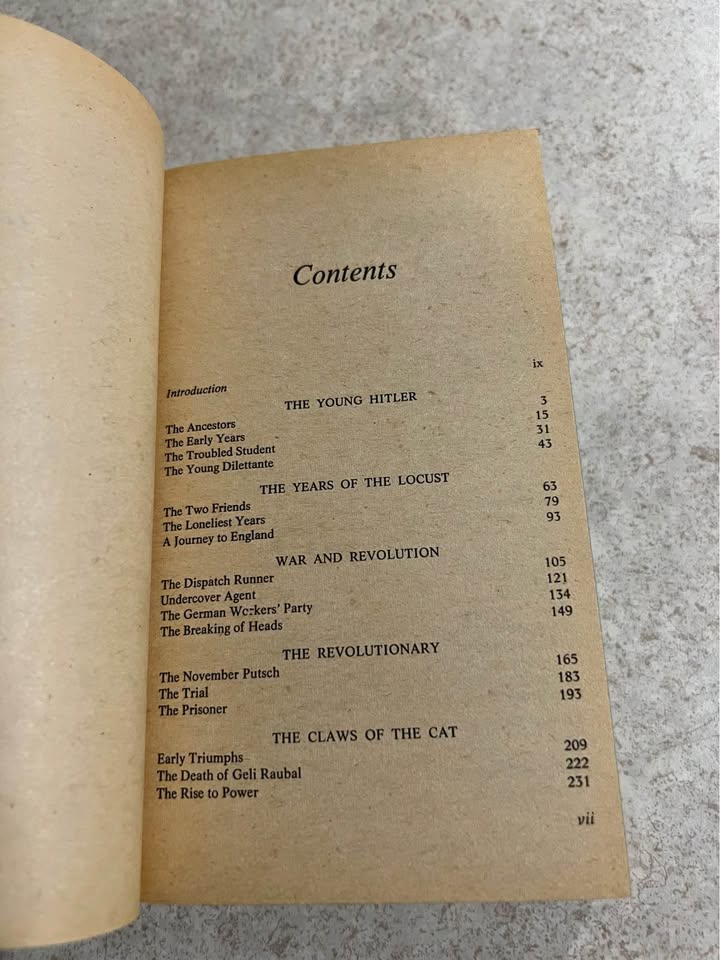 Contents
Introduction ix
THE YOUNG HITLER
The Ancestors 3
The Early Years 15
The Troubled Student 31
The Young Dilettante 43
THE YEARS OF THE LOCUST
The Two Friends 63
The Loneliest Years 79
A Journey to England 93
WAR AND REVOLUTION
The Dispatch Runner 105
Undercover Agent 121
The German Workers' Party 134
The Breaking of Heads 149
THE REVOLUTIONARY
The November Putsch 165
The Trial 183
The Prisoner 193
THE CLAWS OF THE CAT
Early Triumphs 209
The Death of Geli Raubal 222
The Rise to Power 231
vii